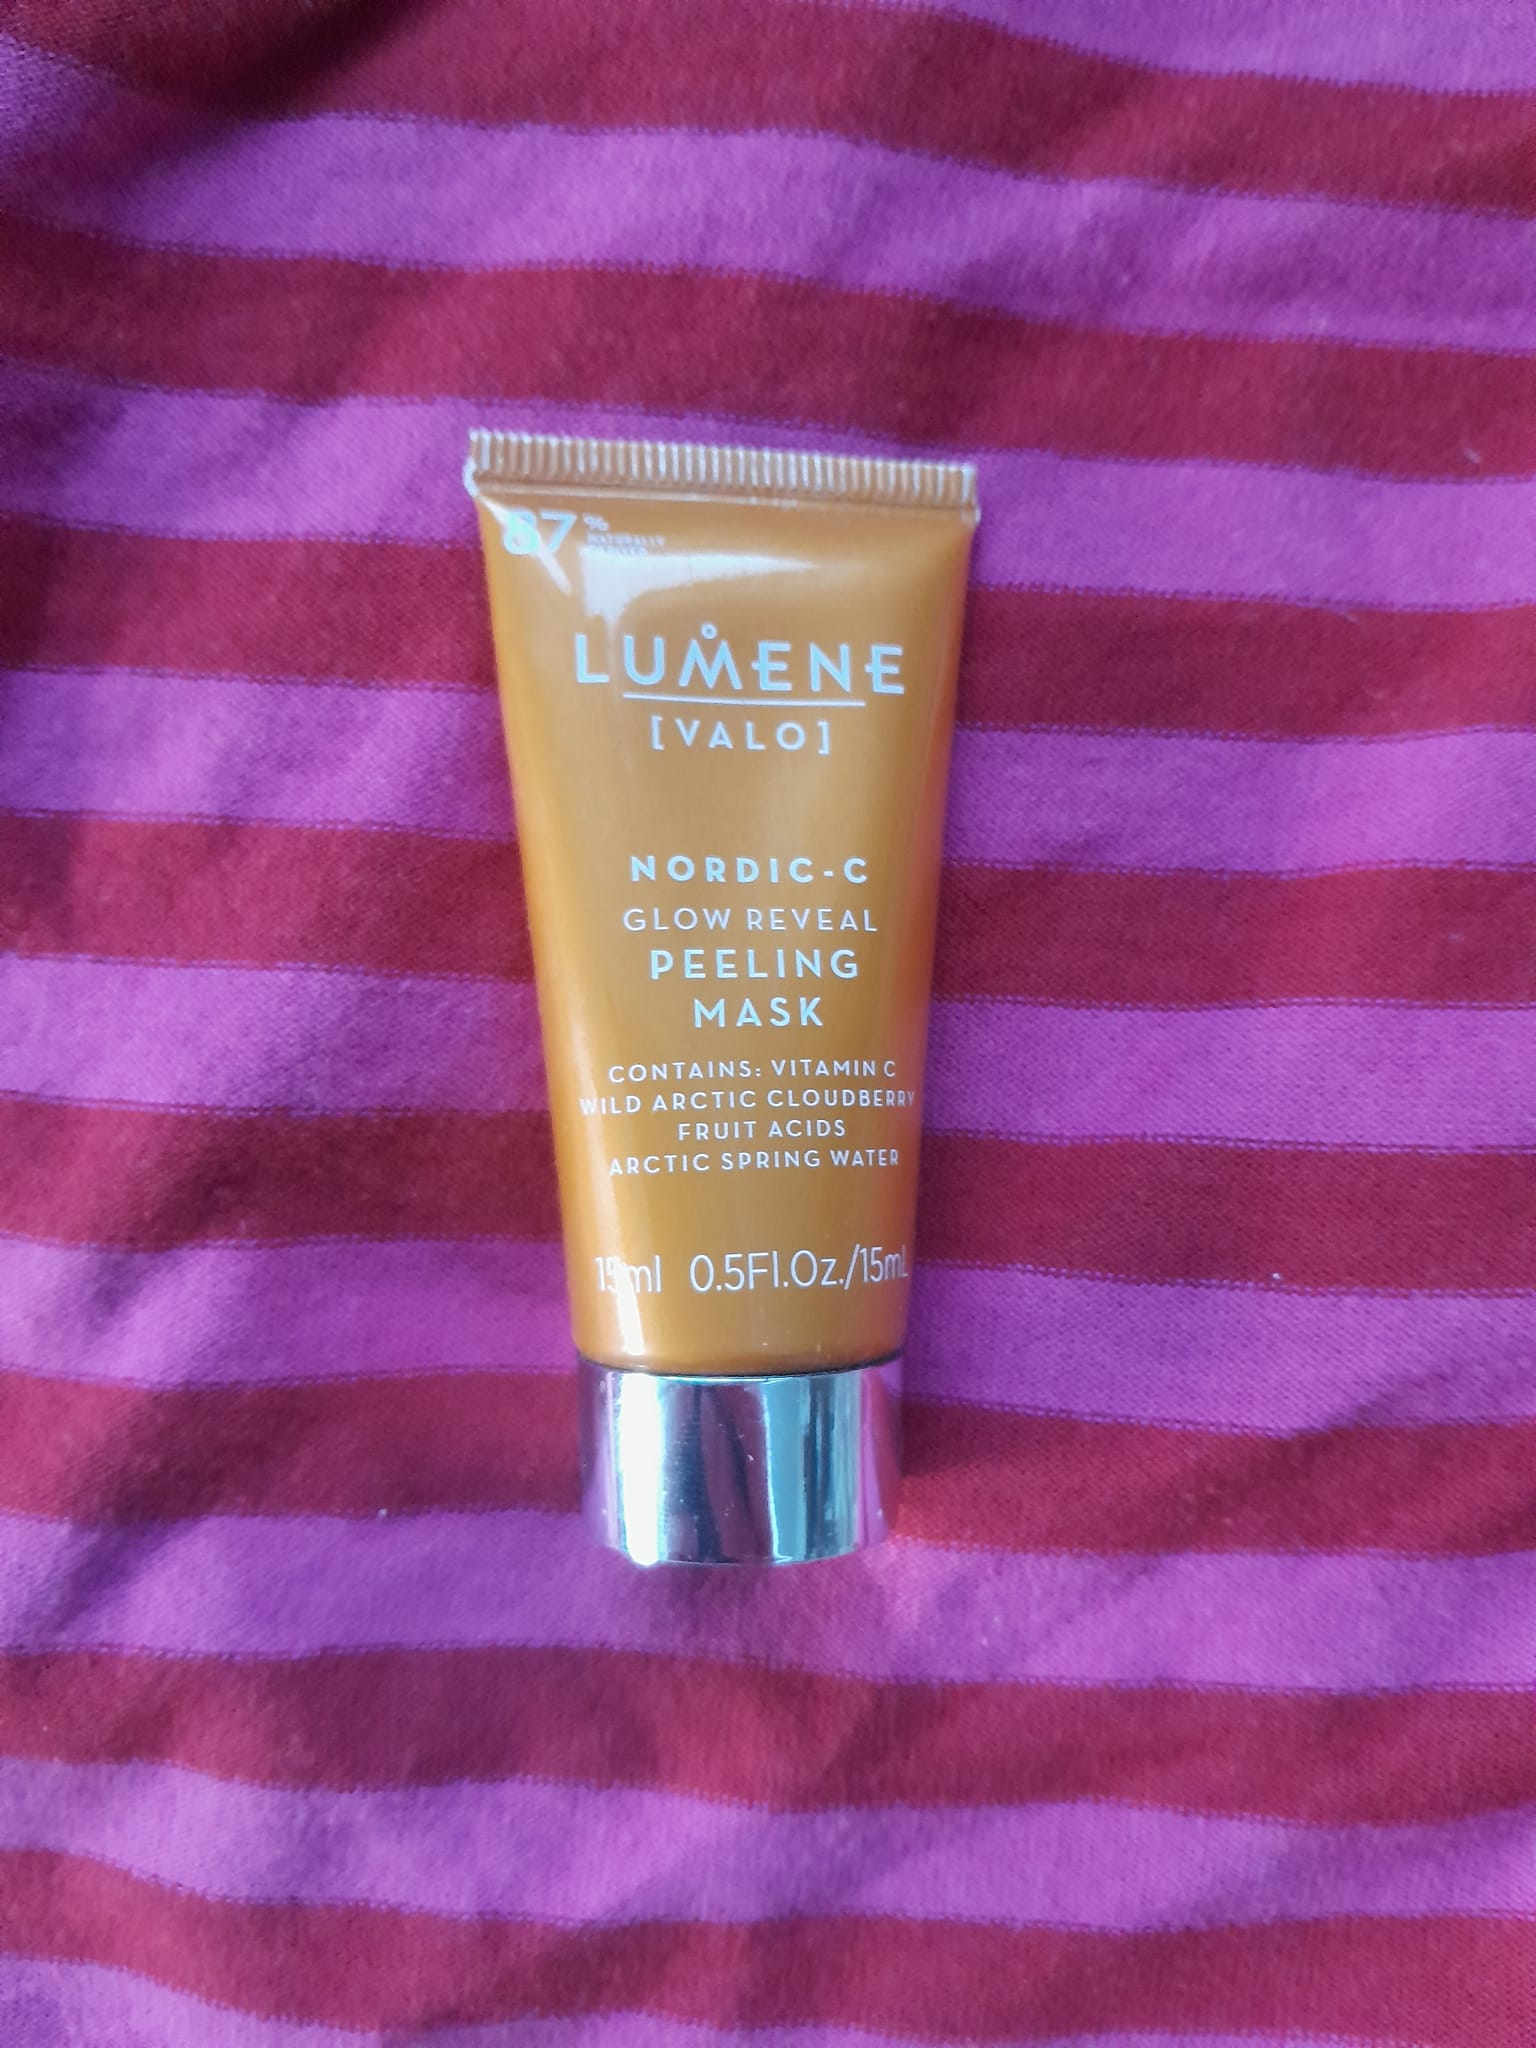 87%
NATURALLY
LUMENE
[VALO]
NORDIC-C
GLOW REVEAL
PEELING
MASK
CONTAINS: VITAMIN C
WILD ARCTIC CLOUDBERRY
FRUIT ACIDS
ARCTIC SPRING WATER
15ml 0.5Fl.Oz./15mL